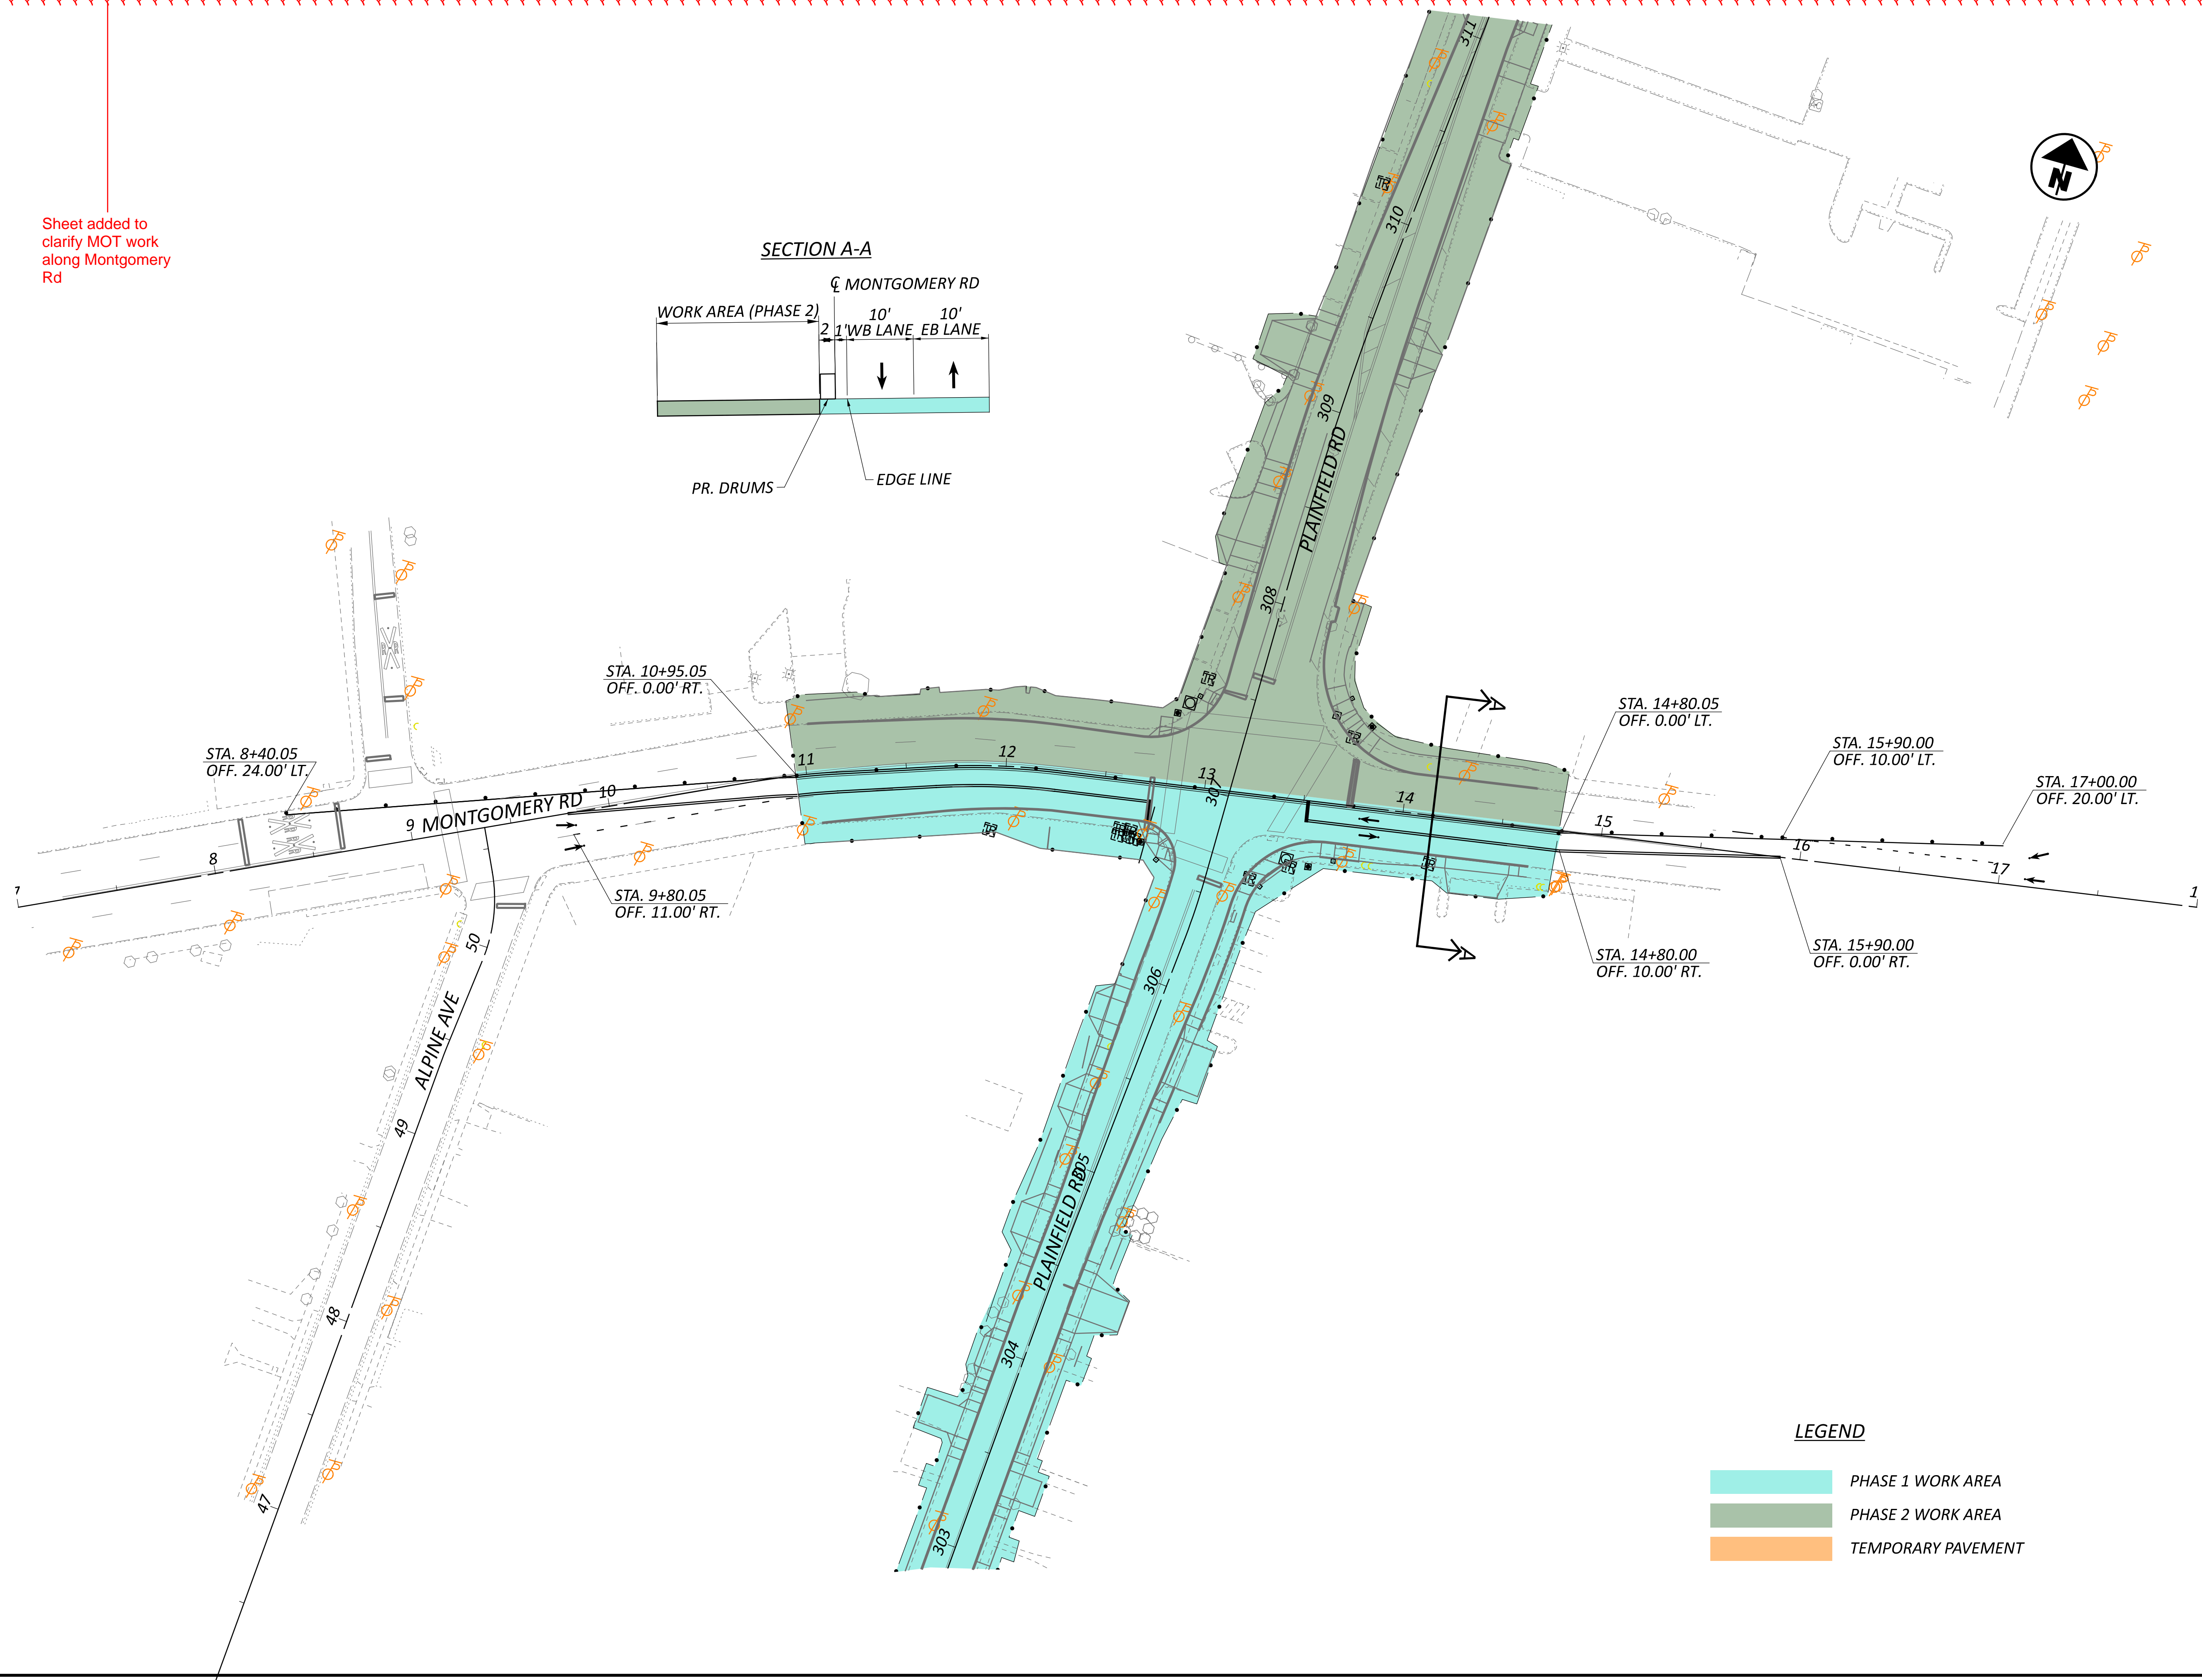 Sheet added to
clarify MOT work
along Montgomery
Rd
SECTION A-A
℄ MONTGOMERY RD
WORK AREA (PHASE 2)
2 1' 10' 10'
WB LANE EB LANE
PR. DRUMS
EDGE LINE
N
311
310
309
PLAINFIELD RD
308
307
306
305
PLAINFIELD RD
304
303
STA. 10+95.05
OFF. 0.00' RT.
STA. 8+40.05
OFF. 24.00' LT.
STA. 9+80.05
OFF. 11.00' RT.
MONTGOMERY RD
7
8
9
10
11
12
13
14
15
16
17
1
A
A
STA. 14+80.05
OFF. 0.00' LT.
STA. 15+90.00
OFF. 10.00' LT.
STA. 17+00.00
OFF. 20.00' LT.
STA. 14+80.00
OFF. 10.00' RT.
STA. 15+90.00
OFF. 0.00' RT.
ALPINE AVE
50
49
48
47
LEGEND
PHASE 1 WORK AREA
PHASE 2 WORK AREA
TEMPORARY PAVEMENT